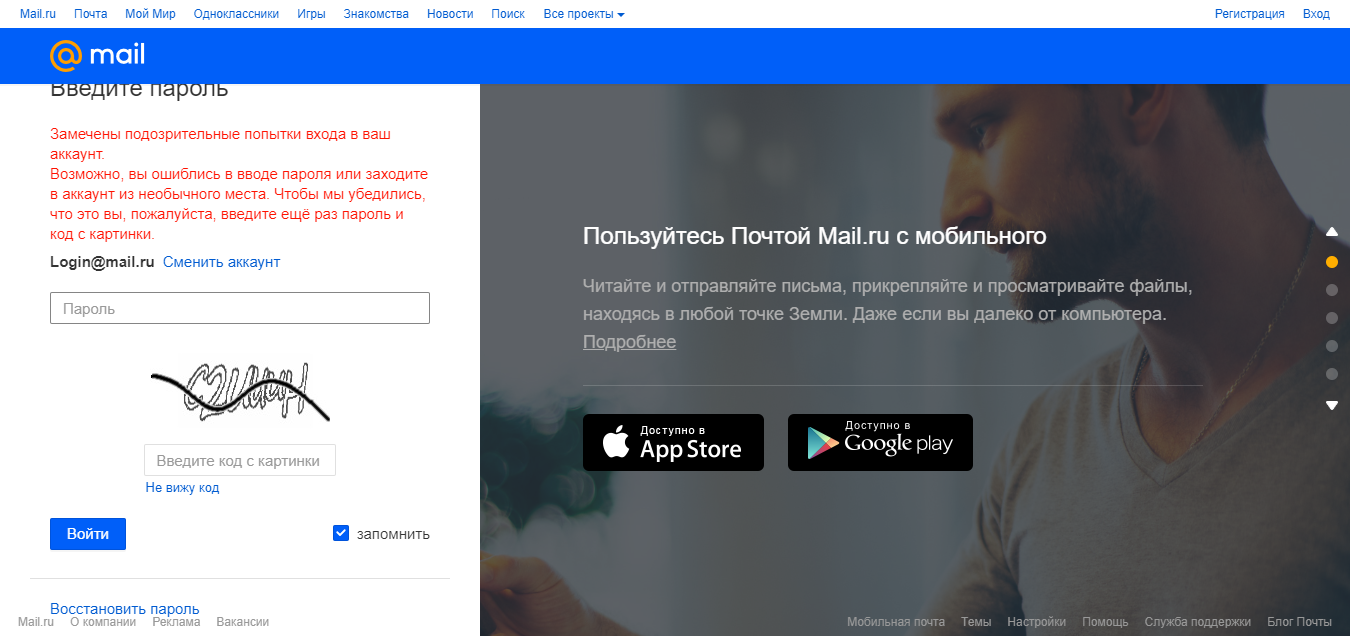 Mail.ru Почта Мой Мир Одноклассники Игры Знакомства Новости Поиск Все проекты Регистрация Вход
@mail
Введите пароль
Замечены подозрительные попытки входа в ваш
аккаунт.
Возможно, вы ошиблись в вводе пароля или заходите
в аккаунт из необычного места. Чтобы мы убедились,
что это вы, пожалуйста, введите ещё раз пароль и
код с картинки.
Login@mail.ru Сменить аккаунт
Пароль
Введите код с картинки
Не вижу код
Войти запомнить
Восстановить пароль
Пользуйтесь Почтой Mail.ru с мобильного
Читайте и отправляйте письма, прикрепляйте и просматривайте файлы,
находясь в любой точке Земли. Даже если вы далеко от компьютера.
Подробнее
Доступно в
App Store
Доступно в
Google play
Mail.ru О компании Реклама Вакансии Мобильная почта Темы Настройки Помощь Служба поддержки Блог Почты